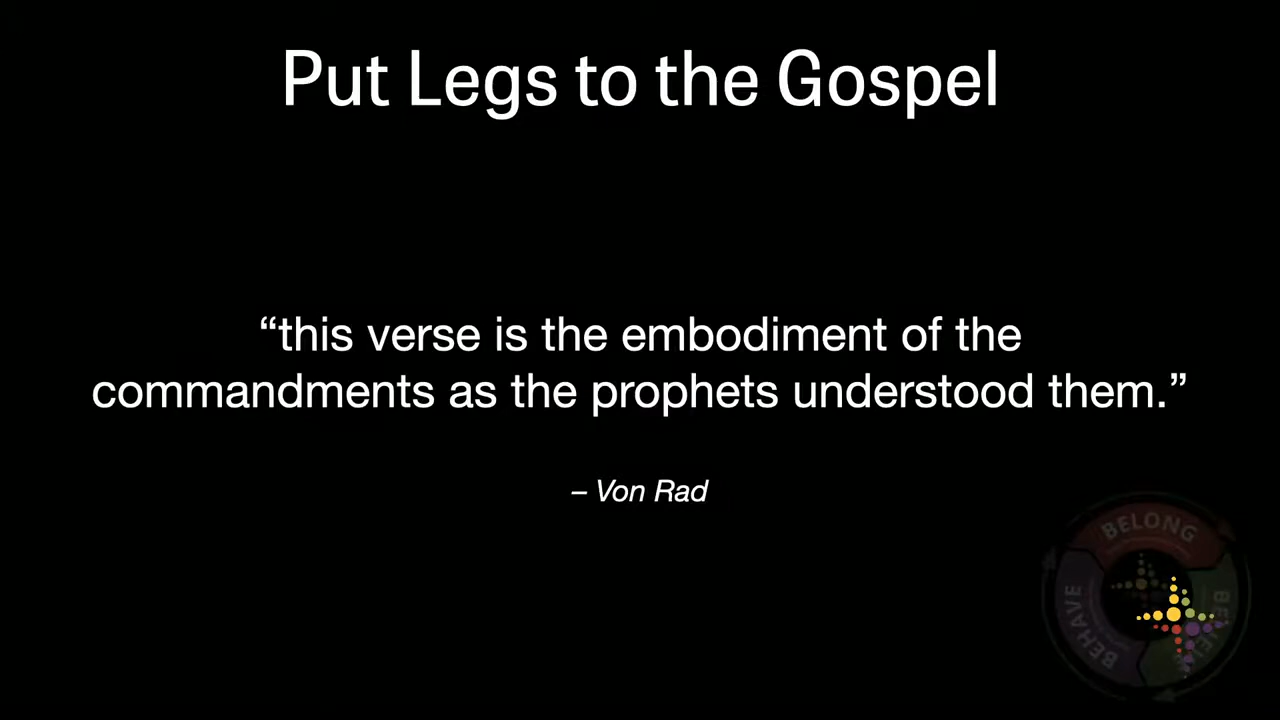 Put Legs to the Gospel
“this verse is the embodiment of the
commandments as the prophets understood them.”
– Von Rad
BELONG
BEHAVE